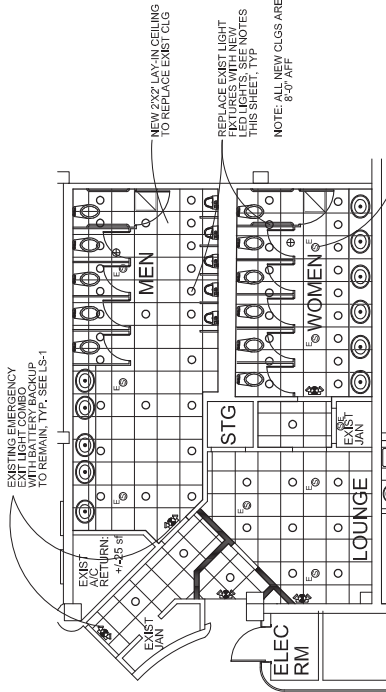 EXISTING EMERGENCY
EXIT LIGHT COMBO
WITH BATTERY BACKUP
TO REMAIN, TYP. SEE LS-1
NEW 2'X2' LAY-IN CEILING
TO REPLACE EXIST CLG
REPLACE EXIST LIGHT
FIXTURES WITH NEW
LED LIGHTS, SEE NOTES
THIS SHEET, TYP
NOTE: ALL NEW CLGS ARE
8'-0" AFF
EXIST
A/C
RETURN:
+/-25 sf
MEN
WOMEN
STG
EXIST
JAN
EXIST
JAN
LOUNGE
ELEC
RM
E
S
E
S
E
S
E
S
E
S
E
S
E
S
E
S
E
S